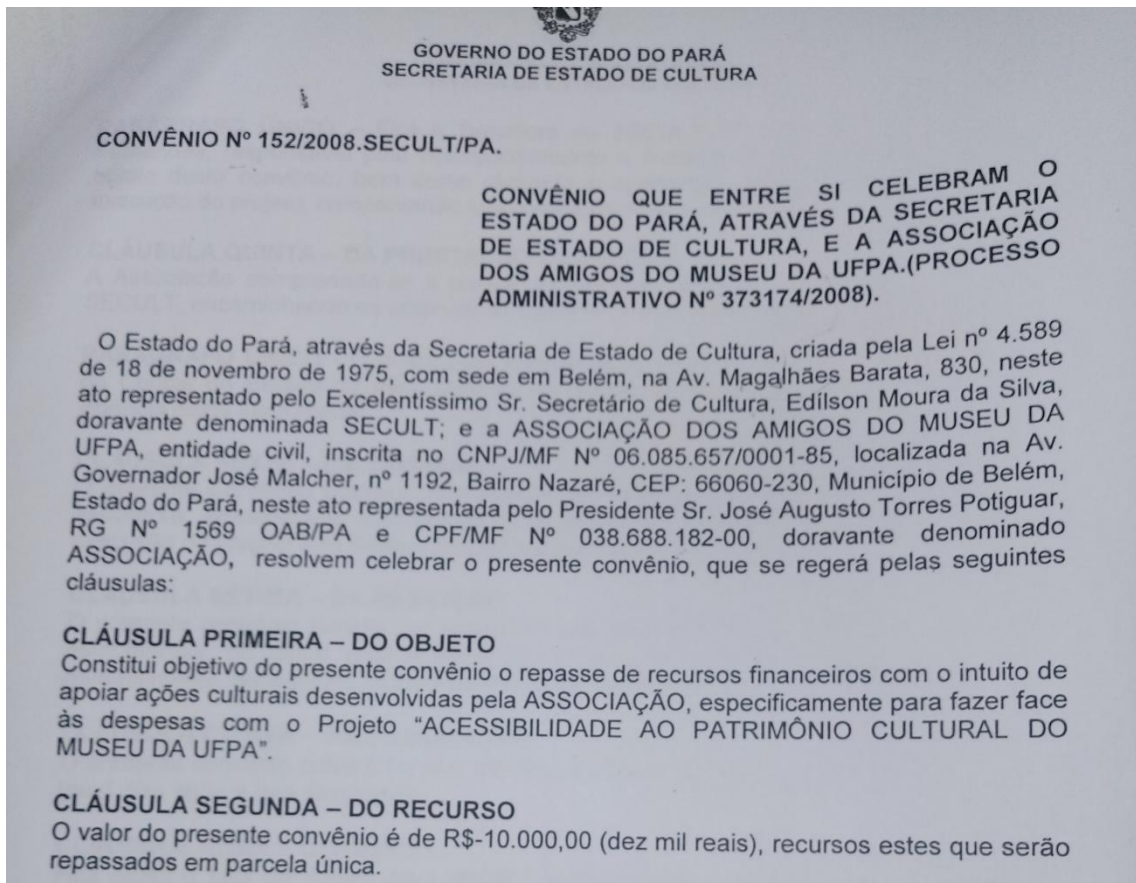 GOVERNO DO ESTADO DO PARÁ
SECRETARIA DE ESTADO DE CULTURA
CONVÊNIO Nº 152/2008.SECULT/PA.
CONVÊNIO QUE ENTRE SI CELEBRAM O
ESTADO DO PARÁ, ATRAVÉS DA SECRETARIA
DE ESTADO DE CULTURA, E A ASSOCIAÇÃO
DOS AMIGOS DO MUSEU DA UFPA.(PROCESSO
ADMINISTRATIVO Nº 373174/2008).
O Estado do Pará, através da Secretaria de Estado de Cultura, criada pela Lei nº 4.589
de 18 de novembro de 1975, com sede em Belém, na Av. Magalhães Barata, 830, neste
ato representado pelo Excelentíssimo Sr. Secretário de Cultura, Edílson Moura da Silva,
doravante denominada SECULT; e a ASSOCIAÇÃO DOS AMIGOS DO MUSEU DA
UFPA, entidade civil, inscrita no CNPJ/MF Nº 06.085.657/0001-85, localizada na Av.
Governador José Malcher, nº 1192, Bairro Nazaré, CEP: 66060-230, Município de Belém,
Estado do Pará, neste ato representada pelo Presidente Sr. José Augusto Torres Potiguar,
RG Nº 1569 OAB/PA e CPF/MF Nº 038.688.182-00, doravante denominado
ASSOCIAÇÃO, resolvem celebrar o presente convênio, que se regerá pelas seguintes
cláusulas:
CLÁUSULA PRIMEIRA – DO OBJETO
Constitui objetivo do presente convênio o repasse de recursos financeiros com o intuito de
apoiar ações culturais desenvolvidas pela ASSOCIAÇÃO, especificamente para fazer face
às despesas com o Projeto "ACESSIBILIDADE AO PATRIMÔNIO CULTURAL DO
MUSEU DA UFPA".
CLÁUSULA SEGUNDA – DO RECURSO
O valor do presente convênio é de R$-10.000,00 (dez mil reais), recursos estes que serão
repassados em parcela única.